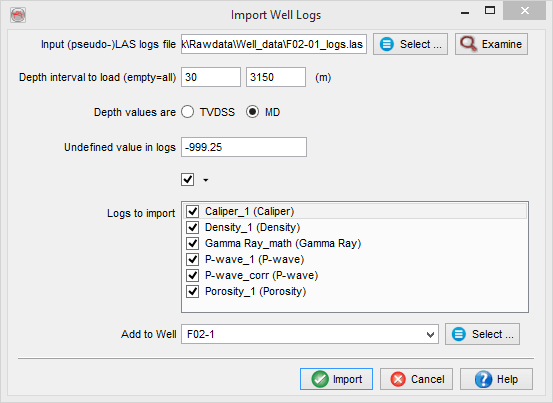 Import Well Logs
Input (pseudo-)LAS logs file k\Rawdata\Well_data\F02-01_logs.las Select ... Examine
Depth interval to load (empty=all) 30 3150 (m)
Depth values are TVDSS MD
Undefined value in logs -999.25
Logs to import
Caliper_1 (Caliper)
Density_1 (Density)
Gamma Ray_math (Gamma Ray)
P-wave_1 (P-wave)
P-wave_corr (P-wave)
Porosity_1 (Porosity)
Add to Well F02-1 Select ...
Import Cancel Help